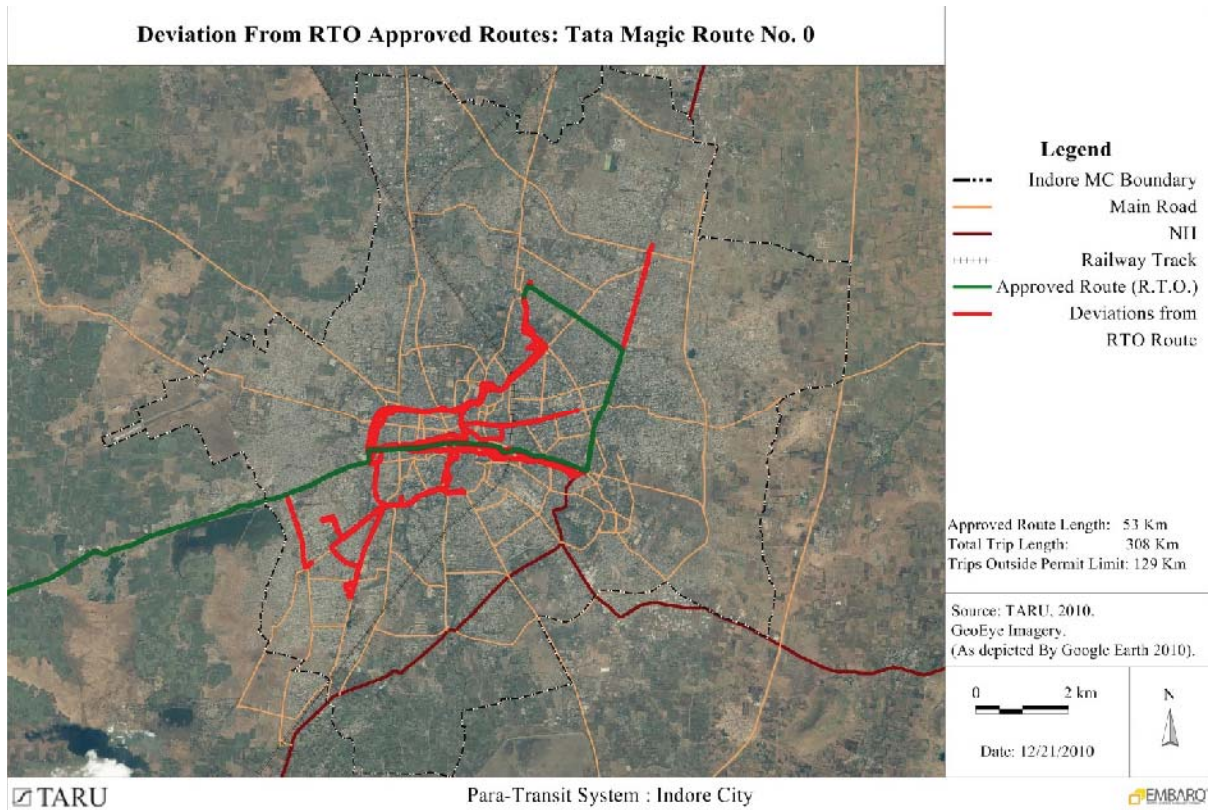 Deviation From RTO Approved Routes: Tata Magic Route No. 0
Legend
Indore MC Boundary
Main Road
NH
Railway Track
Approved Route (R.T.O.)
Deviations from
RTO Route
Approved Route Length: 53 Km
Total Trip Length: 308 Km
Trips Outside Permit Limit: 129 Km
Source: TARU, 2010.
GeoEye Imagery.
(As depicted By Google Earth 2010).
0 2 km
N
Date: 12/21/2010
TARU
Para-Transit System : Indore City
EMBARQ